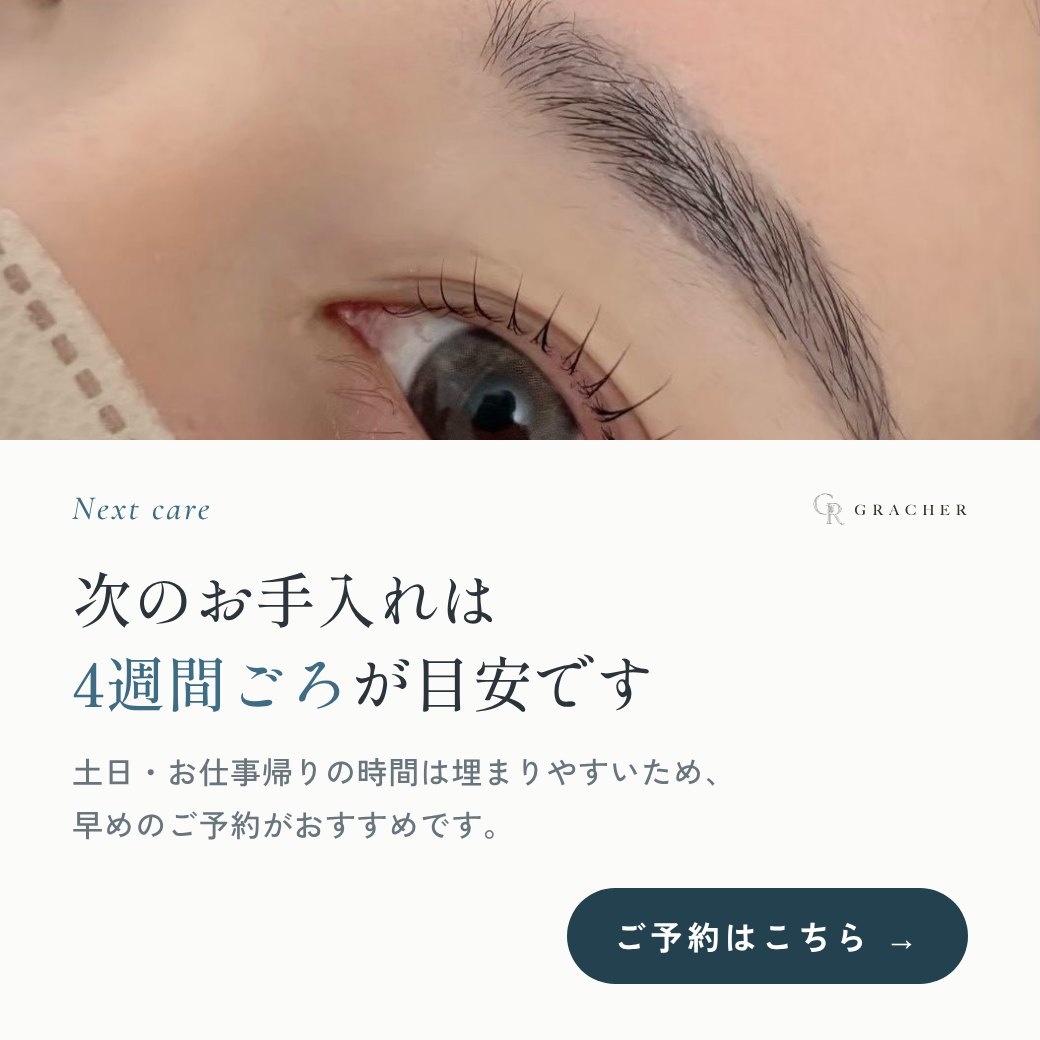 Next care
GRACHER
次のお手入れは
4週間ごろが目安です
土日・お仕事帰りの時間は埋まりやすいため、
早めのご予約がおすすめです。
ご予約はこちら →